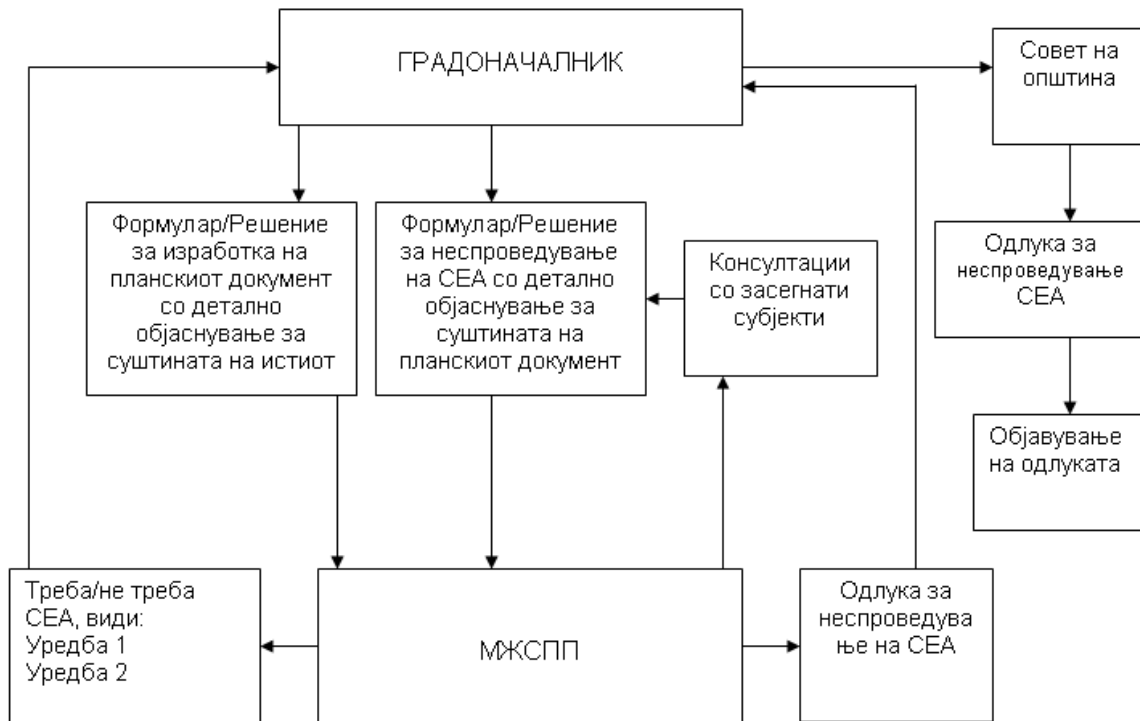 ГРАДОНАЧАЛНИК
Совет на
општина
Формулар/Решение
за изработка на
планскиот документ
со детално
објаснување за
суштината на истиот
Формулар/Решение
за неспроведување
на СЕА со детално
објаснување за
суштината на
планскиот документ
Консултации
со засегнати
субјекти
Одлука за
неспроведување
СЕА
Објавување
на одлуката
Треба/не треба
СЕА, види:
Уредба 1
Уредба 2
МЖСПП
Одлука за
неспроведува
ње на СЕА